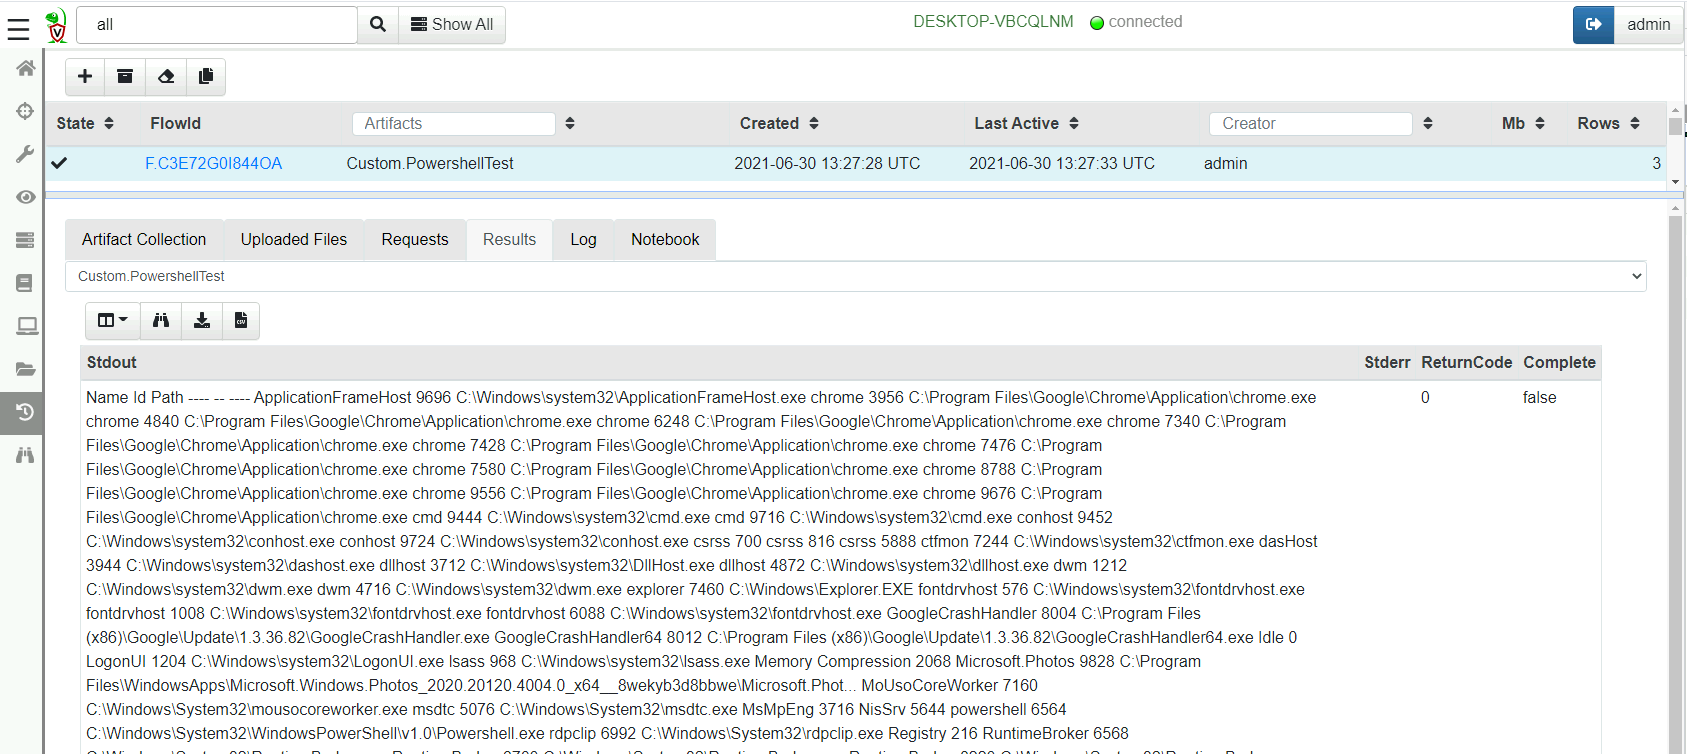 all
Show All
DESKTOP-VBCQLNM connected
admin
State FlowId Artifacts Created Last Active Creator Mb Rows
F.C3E72G0I844OA Custom.PowershellTest 2021-06-30 13:27:28 UTC 2021-06-30 13:27:33 UTC admin 3
Artifact Collection Uploaded Files Requests Results Log Notebook
Custom.PowershellTest
CSV
Stdout Stderr ReturnCode Complete
Name Id Path ---- -- ---- ApplicationFrameHost 9696 C:\Windows\system32\ApplicationFrameHost.exe chrome 3956 C:\Program Files\Google\Chrome\Application\chrome.exe 0 false
chrome 4840 C:\Program Files\Google\Chrome\Application\chrome.exe chrome 6248 C:\Program Files\Google\Chrome\Application\chrome.exe chrome 7340 C:\Program
Files\Google\Chrome\Application\chrome.exe chrome 7428 C:\Program Files\Google\Chrome\Application\chrome.exe chrome 7476 C:\Program
Files\Google\Chrome\Application\chrome.exe chrome 7580 C:\Program Files\Google\Chrome\Application\chrome.exe chrome 8788 C:\Program
Files\Google\Chrome\Application\chrome.exe chrome 9556 C:\Program Files\Google\Chrome\Application\chrome.exe chrome 9676 C:\Program
Files\Google\Chrome\Application\chrome.exe cmd 9444 C:\Windows\system32\cmd.exe cmd 9716 C:\Windows\system32\cmd.exe conhost 9452
C:\Windows\system32\conhost.exe conhost 9724 C:\Windows\system32\conhost.exe csrss 700 csrss 816 csrss 5888 ctfmon 7244 C:\Windows\system32\ctfmon.exe dasHost
3944 C:\Windows\system32\dashost.exe dllhost 3712 C:\Windows\system32\DllHost.exe dllhost 4872 C:\Windows\system32\dllhost.exe dwm 1212
C:\Windows\system32\dwm.exe dwm 4716 C:\Windows\system32\dwm.exe explorer 7460 C:\Windows\Explorer.EXE fontdrvhost 576 C:\Windows\system32\fontdrvhost.exe
fontdrvhost 1008 C:\Windows\system32\fontdrvhost.exe fontdrvhost 6088 C:\Windows\system32\fontdrvhost.exe GoogleCrashHandler 8004 C:\Program Files
(x86)\Google\Update\1.3.36.82\GoogleCrashHandler.exe GoogleCrashHandler64 8012 C:\Program Files (x86)\Google\Update\1.3.36.82\GoogleCrashHandler64.exe Idle 0
LogonUI 1204 C:\Windows\system32\LogonUI.exe lsass 968 C:\Windows\system32\lsass.exe Memory Compression 2068 Microsoft.Photos 9828 C:\Program
Files\WindowsApps\Microsoft.Windows.Photos_2020.20120.4004.0_x64__8wekyb3d8bbwe\Microsoft.Phot... MoUsoCoreWorker 7160
C:\Windows\System32\mousocoreworker.exe msdtc 5076 C:\Windows\System32\msdtc.exe MsMpEng 3716 NisSrv 5644 powershell 6564
C:\Windows\System32\WindowsPowerShell\v1.0\Powershell.exe rdpclip 6992 C:\Windows\System32\rdpclip.exe Registry 216 RuntimeBroker 6568